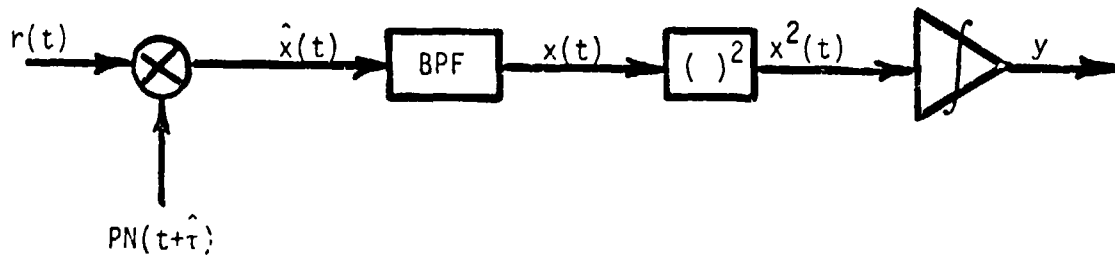 r(t)
x̂(t)
BPF
x(t)
( )²
x²(t)
∫
y
PN(t+τ̂)